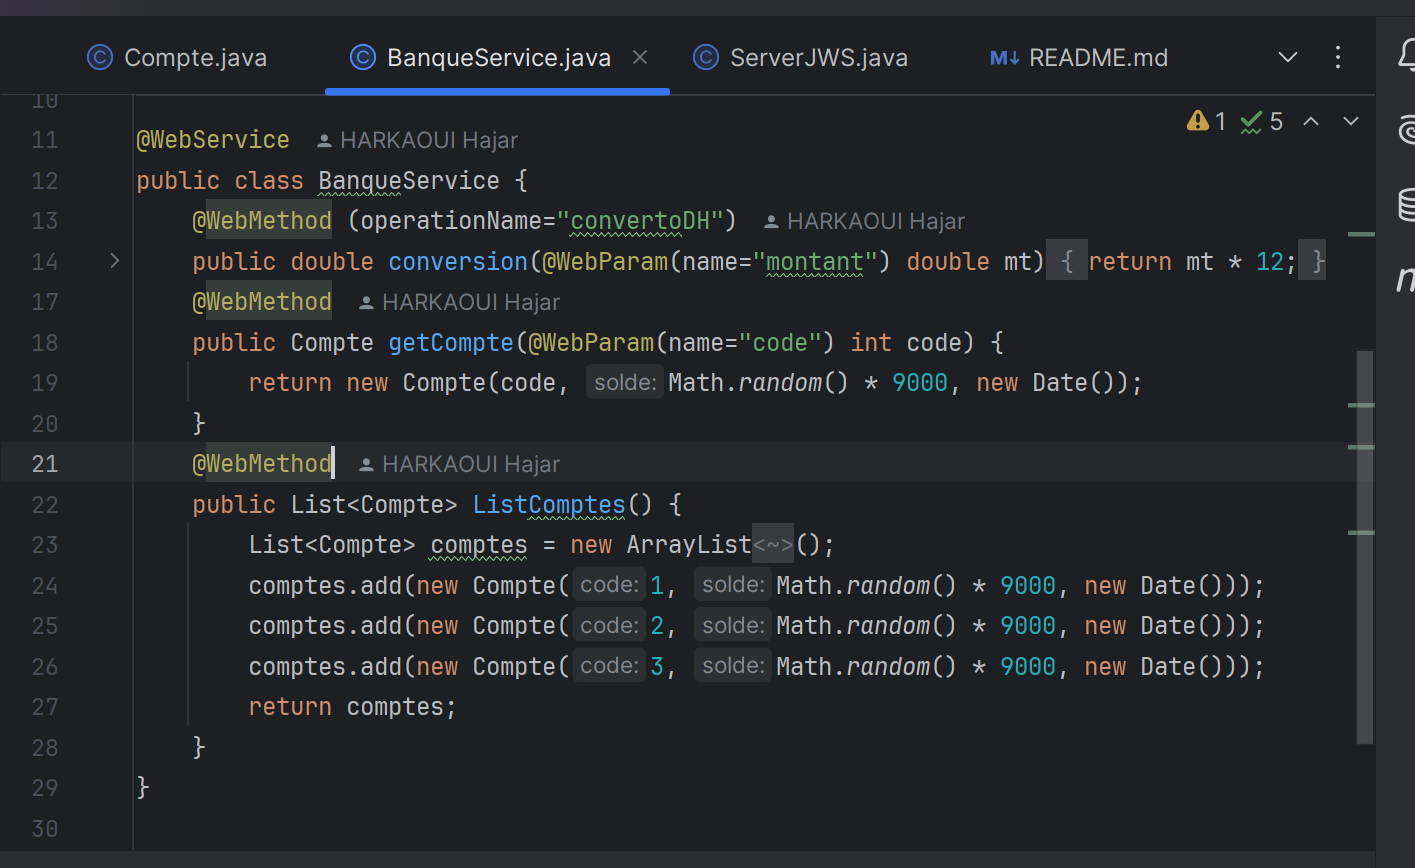 Compte.java BanqueService.java ServerJWS.java M↓ README.md
10 1 5
11 @WebService HARKAOUI Hajar
12 public class BanqueService {
13 @WebMethod (operationName="convertoDH") HARKAOUI Hajar
14 public double conversion(@WebParam(name="montant") double mt) { return mt * 12; }
17 @WebMethod HARKAOUI Hajar
18 public Compte getCompte(@WebParam(name="code") int code) {
19 return new Compte(code, solde: Math.random() * 9000, new Date());
20 }
21 @WebMethod HARKAOUI Hajar
22 public List<Compte> ListComptes() {
23 List<Compte> comptes = new ArrayList<~>();
24 comptes.add(new Compte( code: 1, solde: Math.random() * 9000, new Date()));
25 comptes.add(new Compte( code: 2, solde: Math.random() * 9000, new Date()));
26 comptes.add(new Compte( code: 3, solde: Math.random() * 9000, new Date()));
27 return comptes;
28 }
29 }
30